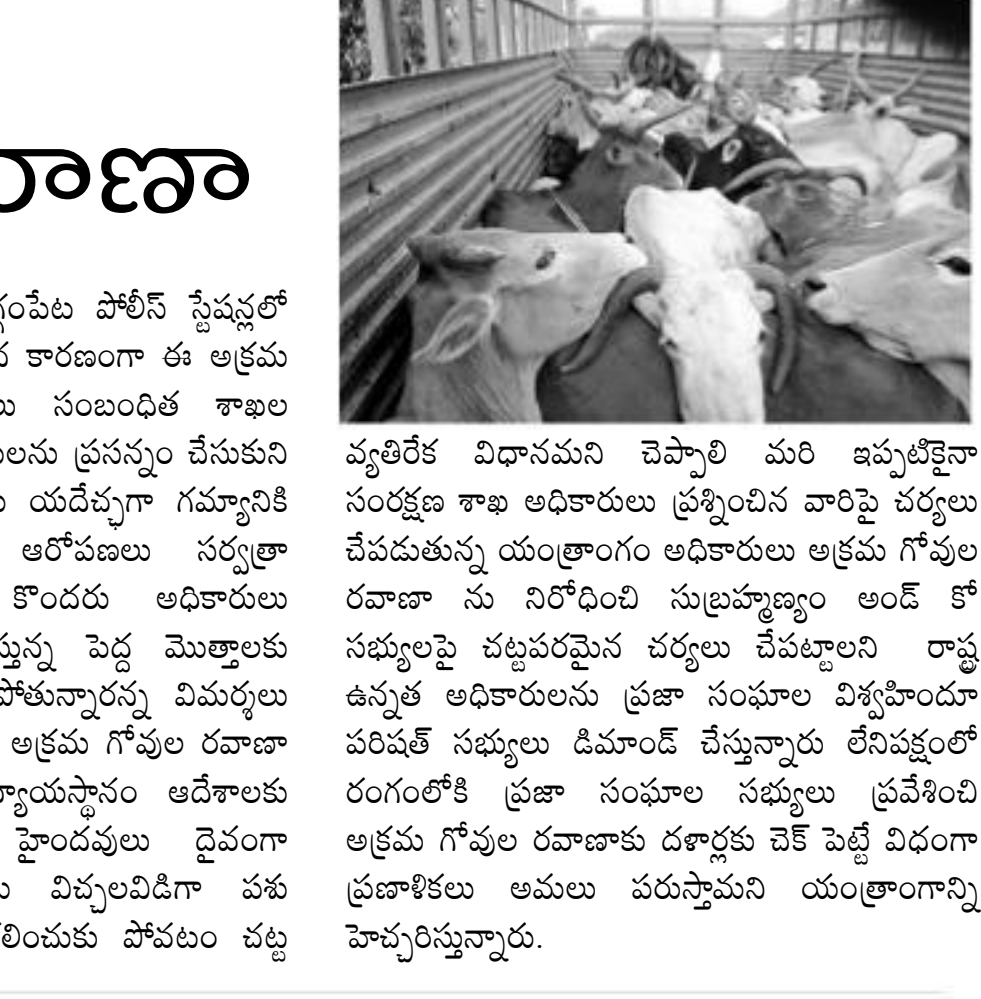 రాణా
గ్గంపేట పోలీస్ స్టేషన్లలో
కారణంగా ఈ అక్రమ
లు సంబంధిత శాఖల
లను ప్రసన్నం చేసుకుని
యదేచ్ఛగా గమ్యానికి
ఆరోపణలు సర్వత్రా
కొందరు అధికారులు
స్తున్న పెద్ద మొత్తాలకు
పోతున్నారన్న విమర్శలు
అక్రమ గోవుల రవాణా
న్యాయస్థానం ఆదేశాలకు
హైందవులు దైవంగా
విచ్చలవిడిగా పశు
లించుకు పోవటం చట్ట
వ్యతిరేక విధానమని చెప్పాలి మరి ఇప్పటికైనా
సంరక్షణ శాఖ అధికారులు ప్రశ్నించిన వారిపై చర్యలు
చేపడుతున్న యంత్రాంగం అధికారులు అక్రమ గోవుల
రవాణా ను నిరోధించి సుబ్రహ్మణ్యం అండ్ కో
సభ్యులపై చట్టపరమైన చర్యలు చేపట్టాలని రాష్ట్ర
ఉన్నత అధికారులను ప్రజా సంఘాల విశ్వహిందూ
పరిషత్ సభ్యులు డిమాండ్ చేస్తున్నారు లేనిపక్షంలో
రంగంలోకి ప్రజా సంఘాల సభ్యులు ప్రవేశించి
అక్రమ గోవుల రవాణాకు దళార్లకు చెక్ పెట్టే విధంగా
ప్రణాళికలు అమలు పరుస్తామని యంత్రాంగాన్ని
హెచ్చరిస్తున్నారు.